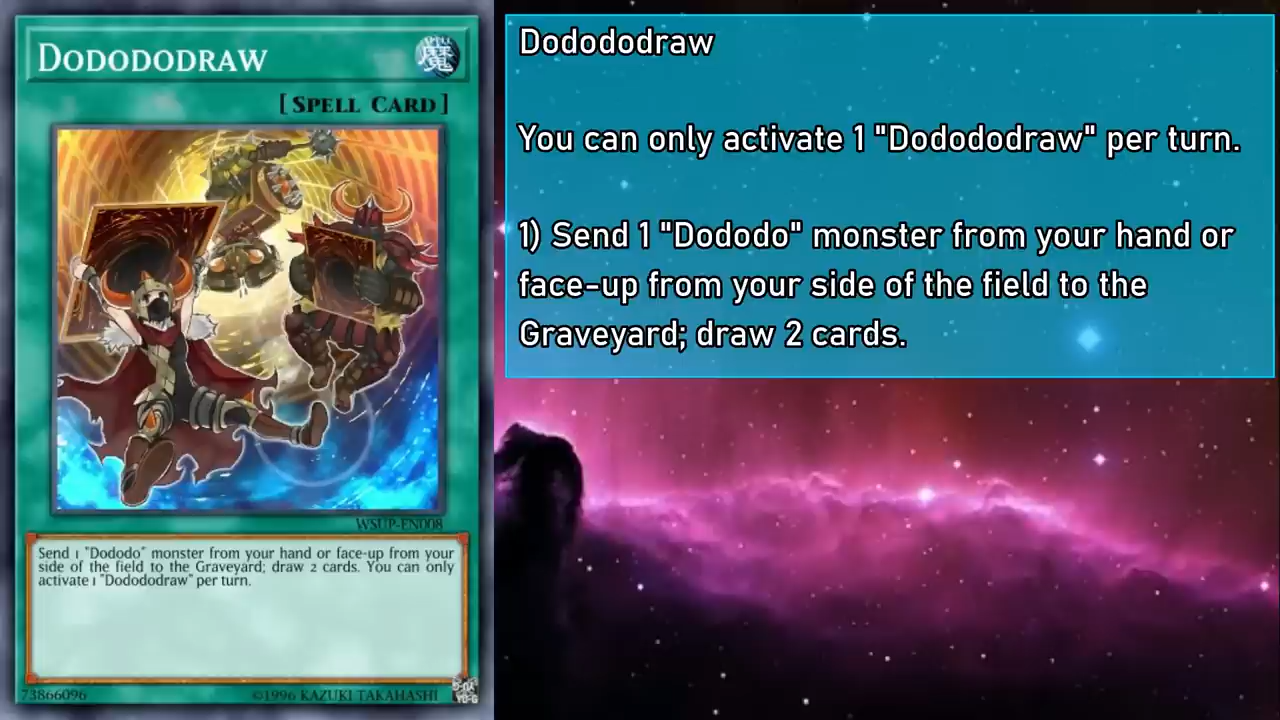 DODODODRAW
魔
[SPELL CARD]
WSUP-EN008
Send 1 "Dododo" monster from your hand or face-up from your
side of the field to the Graveyard; draw 2 cards. You can only
activate 1 "Dodododraw" per turn.
73866096
©1996 KAZUKI TAKAHASHI
Dodododraw
You can only activate 1 "Dodododraw" per turn.
1) Send 1 "Dododo" monster from your hand or
face-up from your side of the field to the
Graveyard; draw 2 cards.